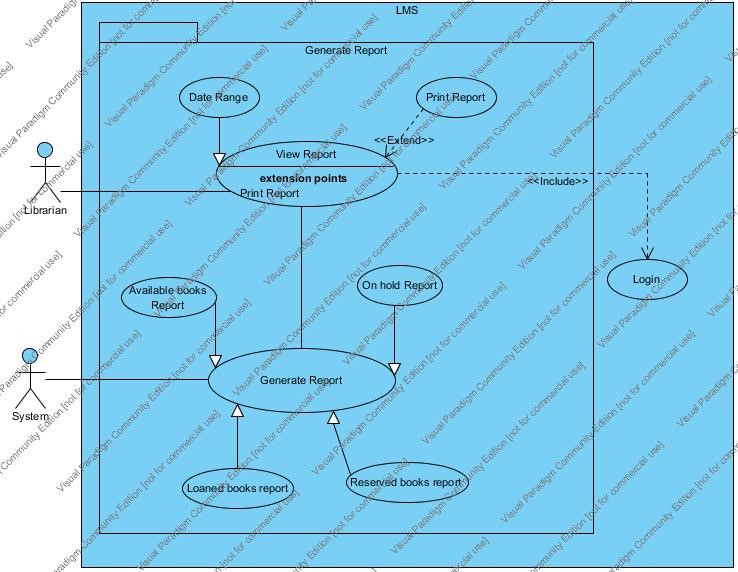 LMS
Generate Report
Date Range
Print Report
<<Extend>>
View Report
extension points
Print Report
<<Include>>
Librarian
Available books
Report
On hold Report
Login
Generate Report
System
Loaned books report
Reserved books report
Visual Paradigm Community Edition [not for commercial use]